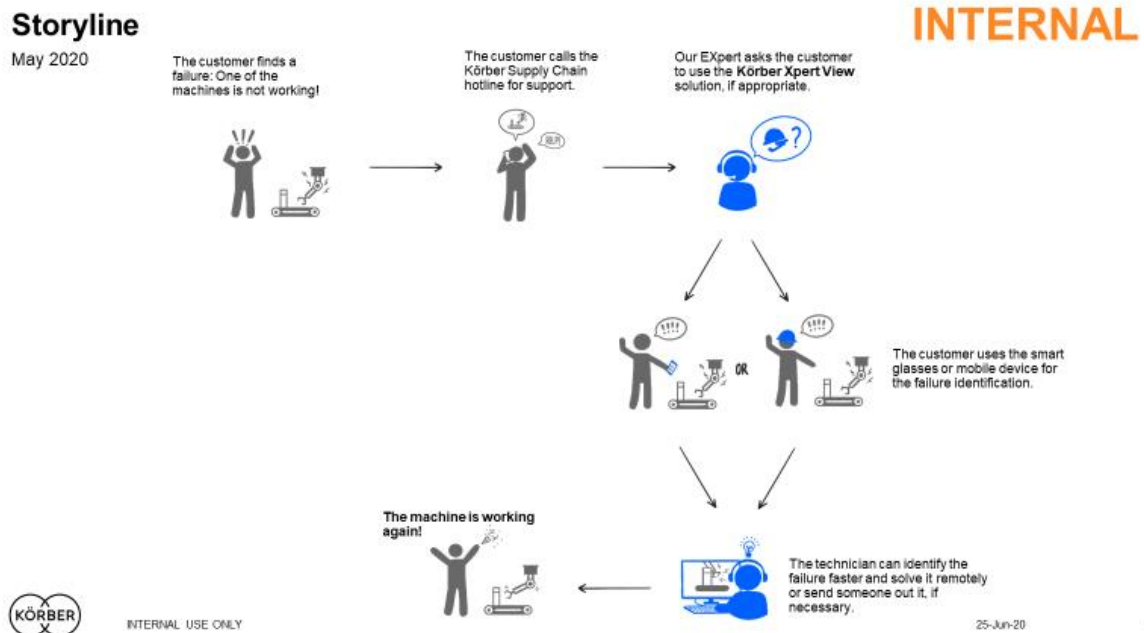 Storyline
INTERNAL
May 2020
The customer finds a
failure: One of the
machines is not working!
The customer calls the
Körber Supply Chain
hotline for support.
Our EXpert asks the customer
to use the Körber Xpert View
solution, if appropriate.
HELP!
?
!!!!
!!!!
OR
The customer uses the smart
glasses or mobile device for
the failure identification.
The machine is working
again!
The technician can identify the
failure faster and solve it remotely
or send someone out it, if
necessary.
KÖRBER
INTERNAL USE ONLY
25-Jun-20